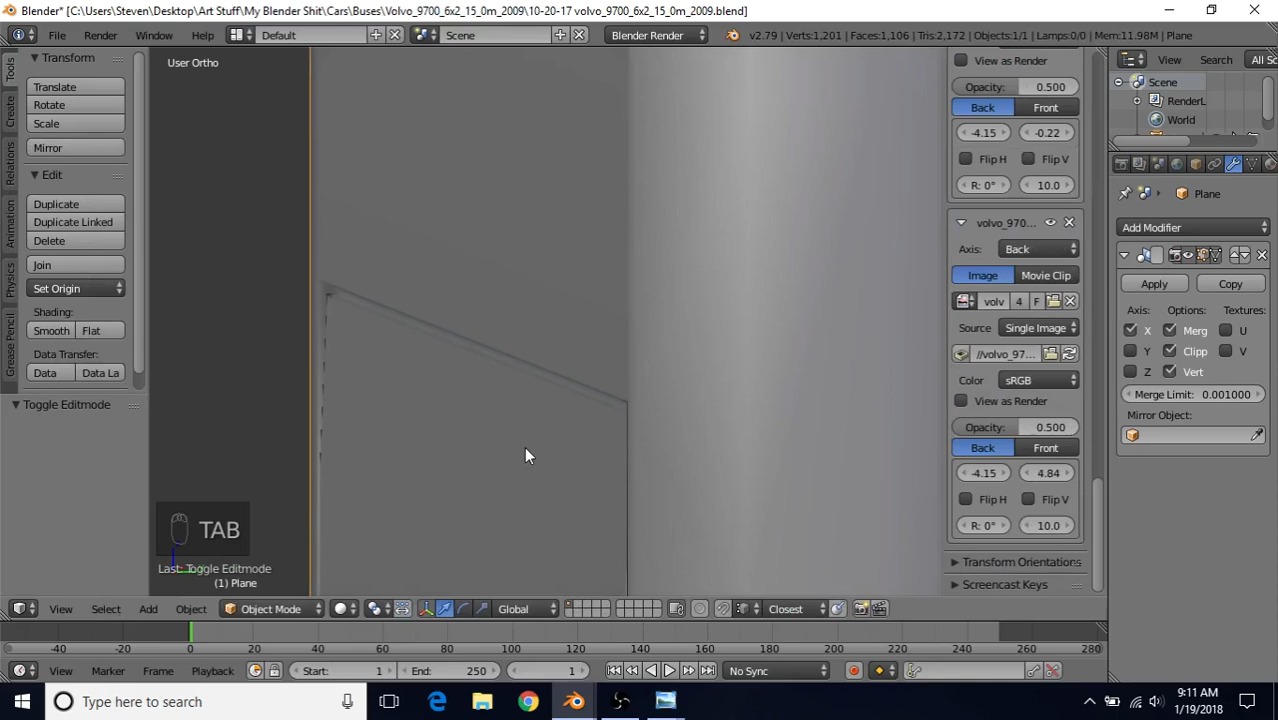 Blender* [C:\Users\Steven\Desktop\Art Stuff\My Blender Shit\Cars\Buses\Volvo_9700_6x2_15_0m_2009\10-20-17 volvo_9700_6x2_15_0m_2009.blend]
File Render Window Help Default Scene Blender Render v2.79 | Verts:1,201 | Faces:1,106 | Tris:2,172 | Objects:1/1 | Lamps:0/0 | Mem:11.98M | Plane
Tools
Create
Relations
Animation
Physics
Grease Pencil
Transform
Translate
Rotate
Scale
Mirror
Edit
Duplicate
Duplicate Linked
Delete
Join
Set Origin
Shading:
Smooth Flat
Data Transfer:
Data Data La
Toggle Editmode
User Ortho
TAB
Last: Toggle Editmode
(1) Plane
View as Render
Opacity: 0.500
Back Front
-4.15 -0.22
Flip H Flip V
R: 0° 10.0
volvo_970...
Axis: Back
Image Movie Clip
volv 4 F
Source Single Image
//volvo_97...
Color sRGB
View as Render
Opacity: 0.500
Back Front
-4.15 4.84
Flip H Flip V
R: 0° 10.0
Transform Orientations
Screencast Keys
View Search All Sc
Scene
RenderL
World
Plane
Add Modifier
Apply Copy
Axis: Options: Textures:
X Merg U
Y Clipp V
Z Vert
Merge Limit: 0.001000
Mirror Object:
View Select Add Object Object Mode Global Closest
-40 -20 0 20 40 60 80 100 120 140 160 180 200 220 240 260 280
View Marker Frame Playback Start: 1 End: 250 1 No Sync
Type here to search
9:11 AM
1/19/2018